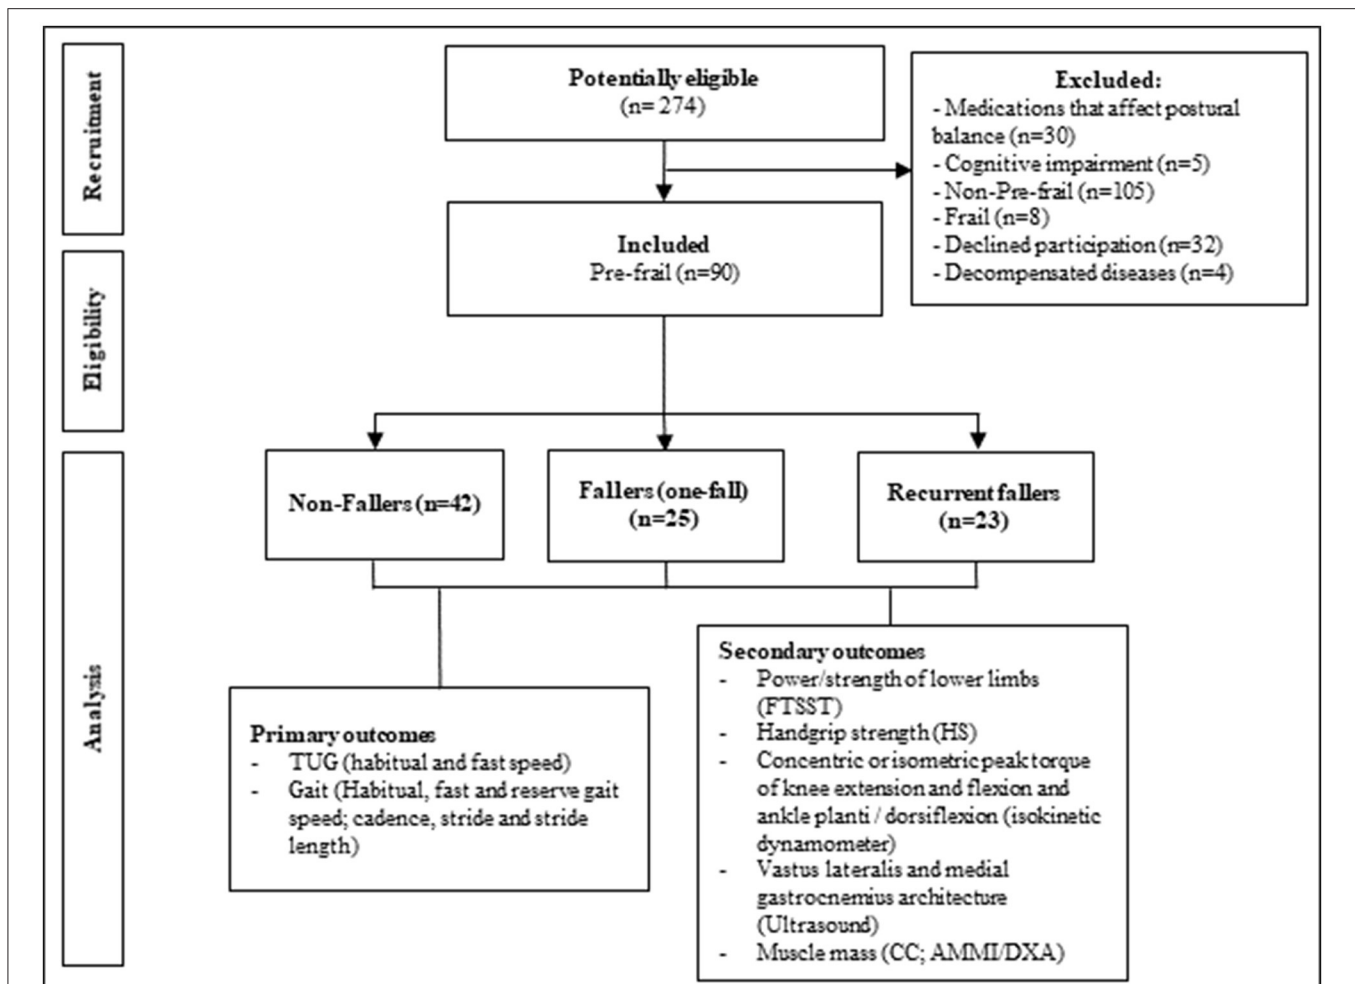 Recruitment
Potentially eligible
(n= 274)
Excluded:
- Medications that affect postural
balance (n=30)
- Cognitive impairment (n=5)
- Non-Pre-frail (n=105)
- Frail (n=8)
- Declined participation (n=32)
- Decompensated diseases (n=4)
Eligibility
Included
Pre-frail (n=90)
Analysis
Non-Fallers (n=42)
Fallers (one-fall)
(n=25)
Recurrent fallers
(n=23)
Primary outcomes
- TUG (habitual and fast speed)
- Gait (Habitual, fast and reserve gait
speed; cadence, stride and stride
length)
Secondary outcomes
- Power/strength of lower limbs
(FTSST)
- Handgrip strength (HS)
- Concentric or isometric peak torque
of knee extension and flexion and
ankle planti / dorsiflexion (isokinetic
dynamometer)
- Vastus lateralis and medial
gastrocnemius architecture
(Ultrasound)
- Muscle mass (CC; AMMI/DXA)